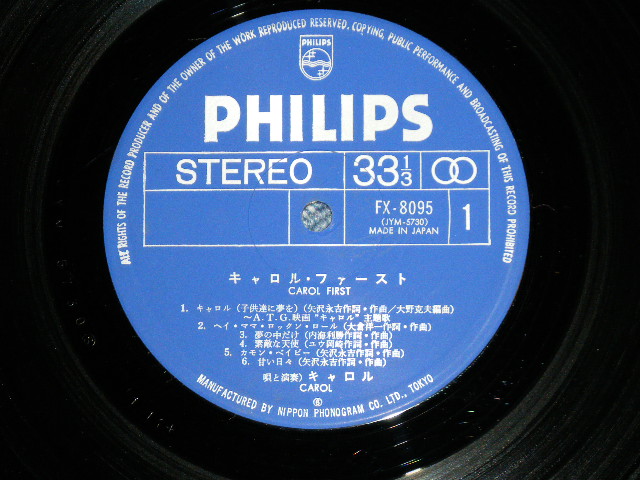 ALL RIGHTS OF THE RECORD PRODUCER AND OF THE OWNER OF THE WORK REPRODUCED RESERVED. COPYING, PUBLIC PERFORMANCE AND BROADCASTING OF THIS RECORD PROHIBITED
PHILIPS
PHILIPS
STEREO 33 1/3
FX-8095
(JYM-5730)
MADE IN JAPAN
1
キャロル・ファースト
CAROL FIRST
1. キャロル (子供達に夢を) (矢沢永吉作詞・作曲／大野克夫編曲)
～A.T.G.映画“キャロル”主題歌
2. ヘイ・ママ・ロックン・ロール (大倉洋一作詞・作曲)
3. 夢の中だけ (内海利勝作詞・作曲)
4. 素敵な天使 (ユウ岡崎作詞・作曲)
5. カモン・ベイビー (矢沢永吉作詞・作曲)
6. 甘い日々 (矢沢永吉作詞・作曲)
唄と演奏) キャロル
CAROL
MANUFACTURED BY NIPPON PHONOGRAM CO. LTD., TOKYO